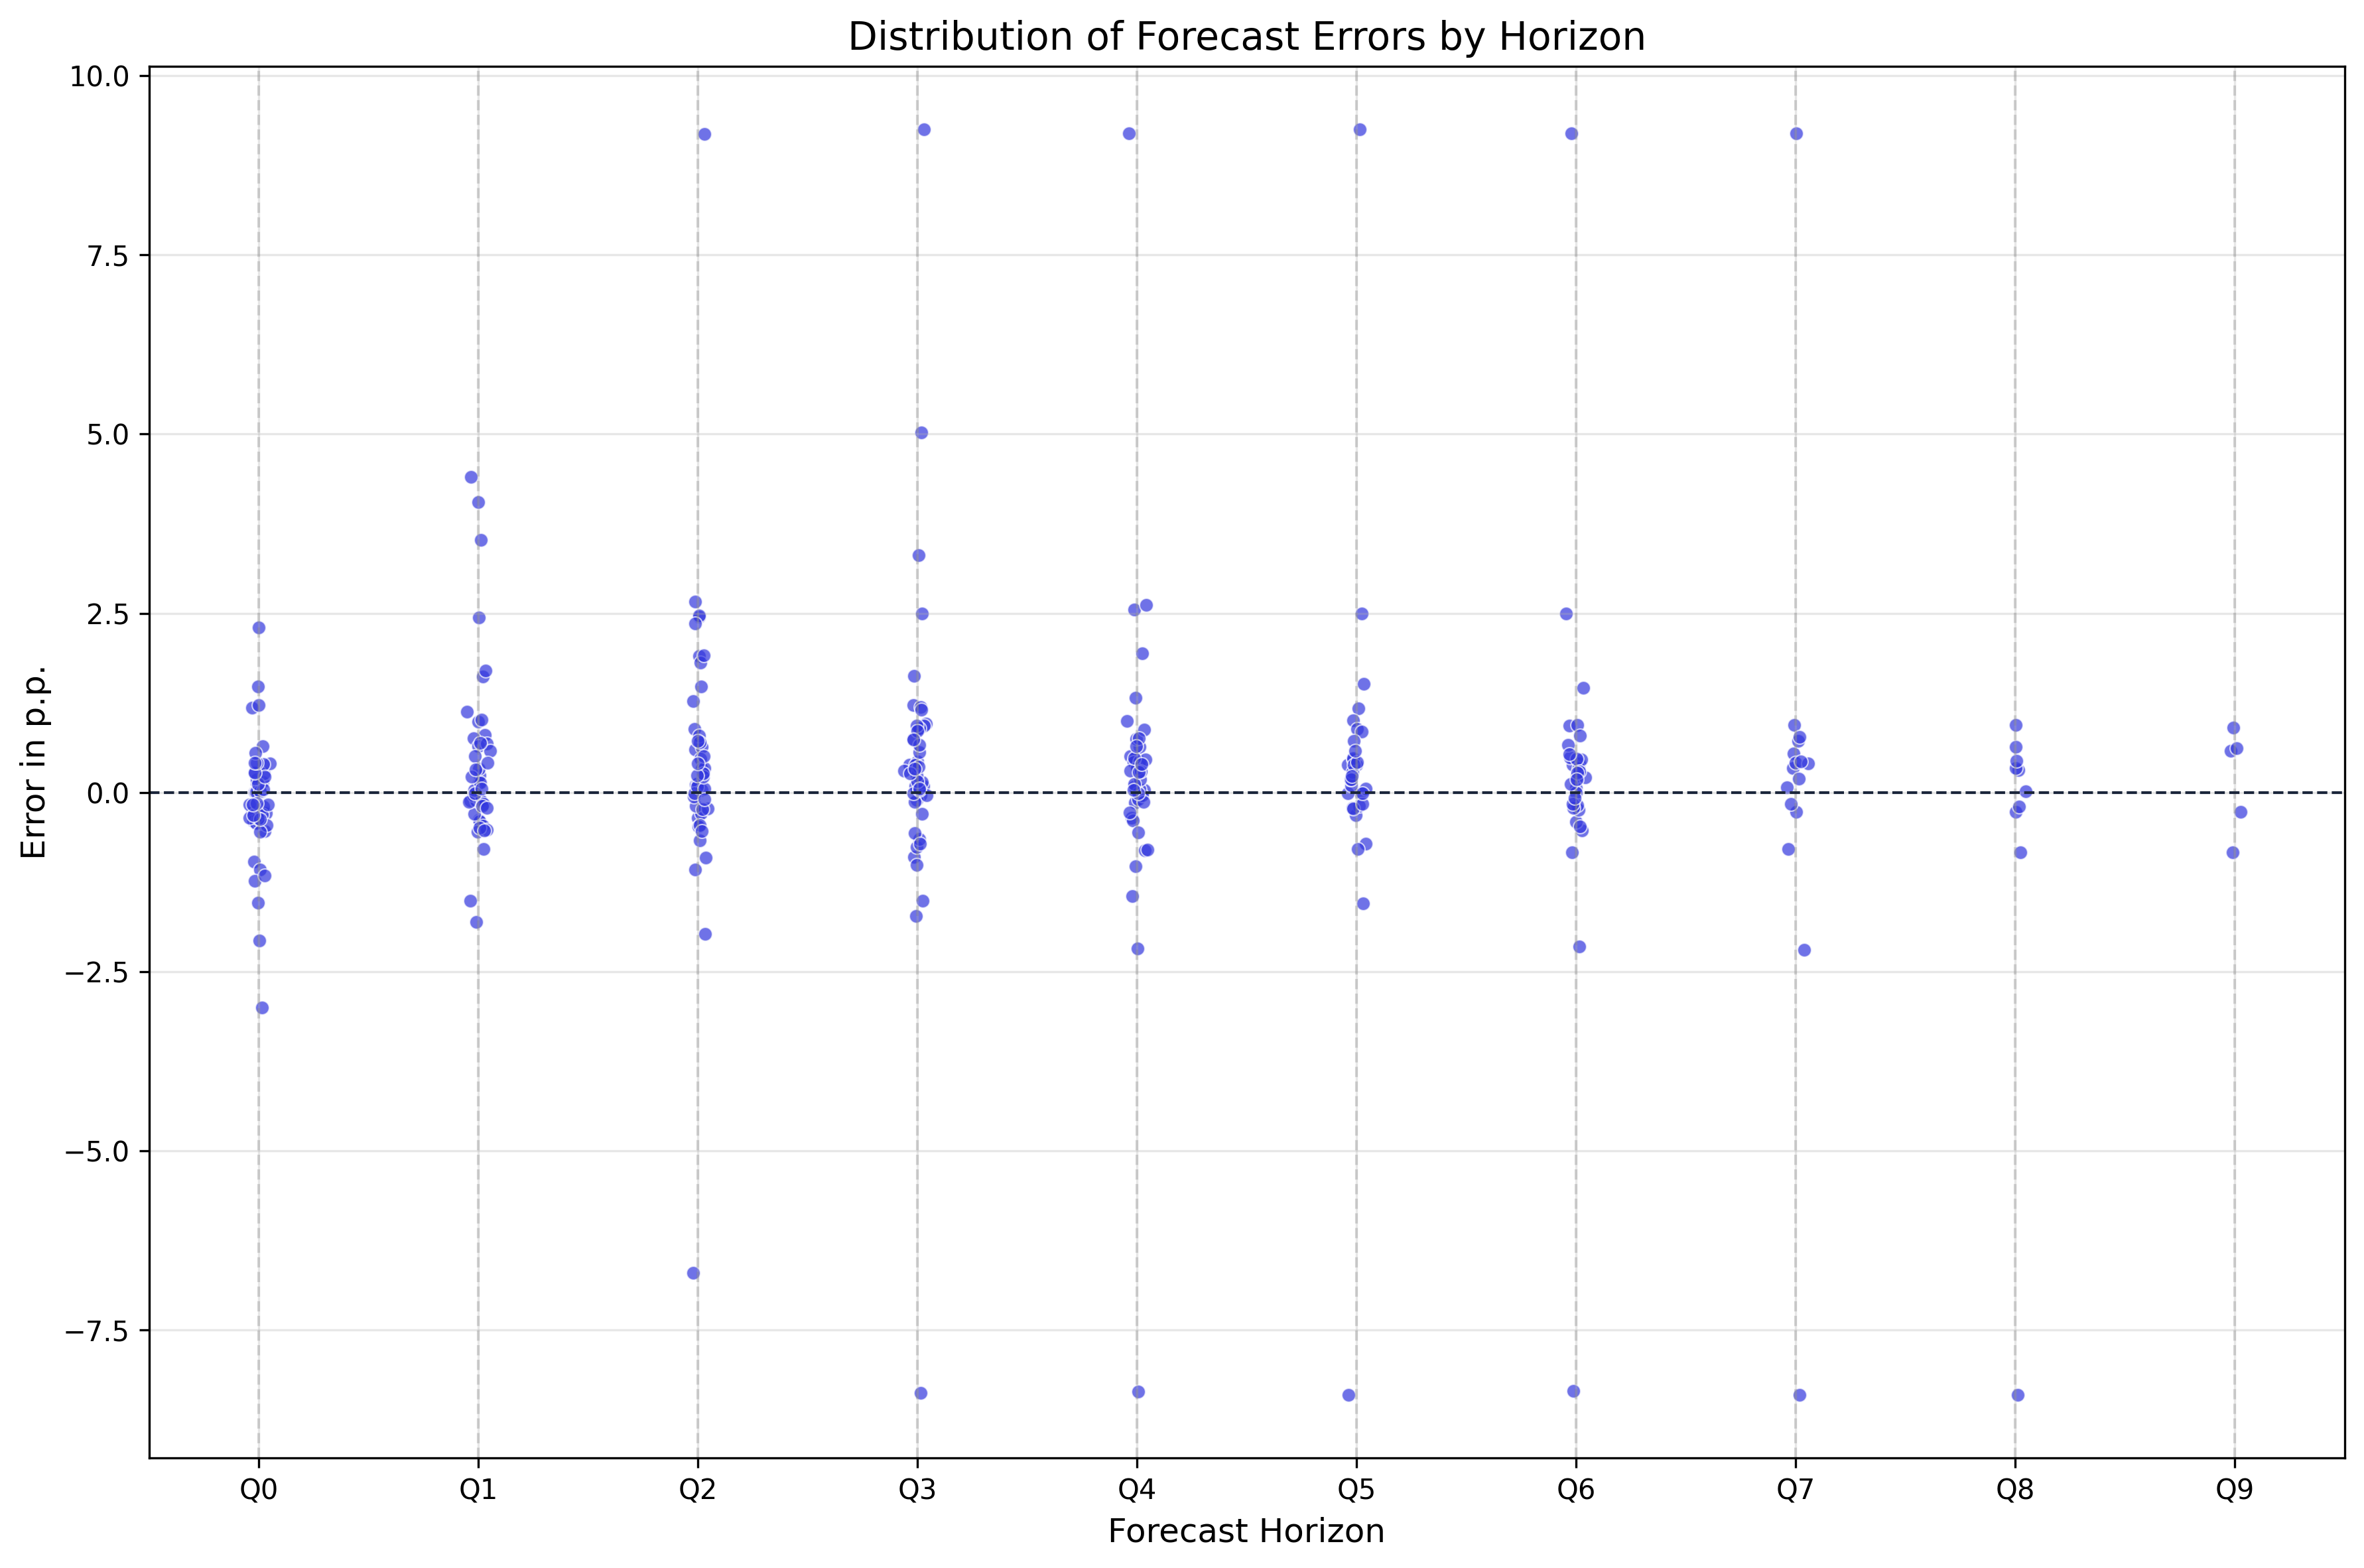 Distribution of Forecast Errors by Horizon
Error in p.p.
10.0
7.5
5.0
2.5
0.0
−2.5
−5.0
−7.5
Q0 Q1 Q2 Q3 Q4 Q5 Q6 Q7 Q8 Q9
Forecast Horizon